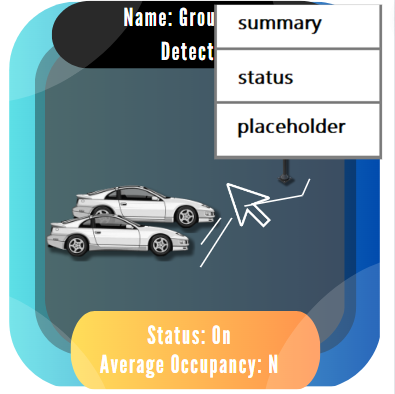 Name: Grou
Detect
summary
status
placeholder
Status: On
Average Occupancy: N